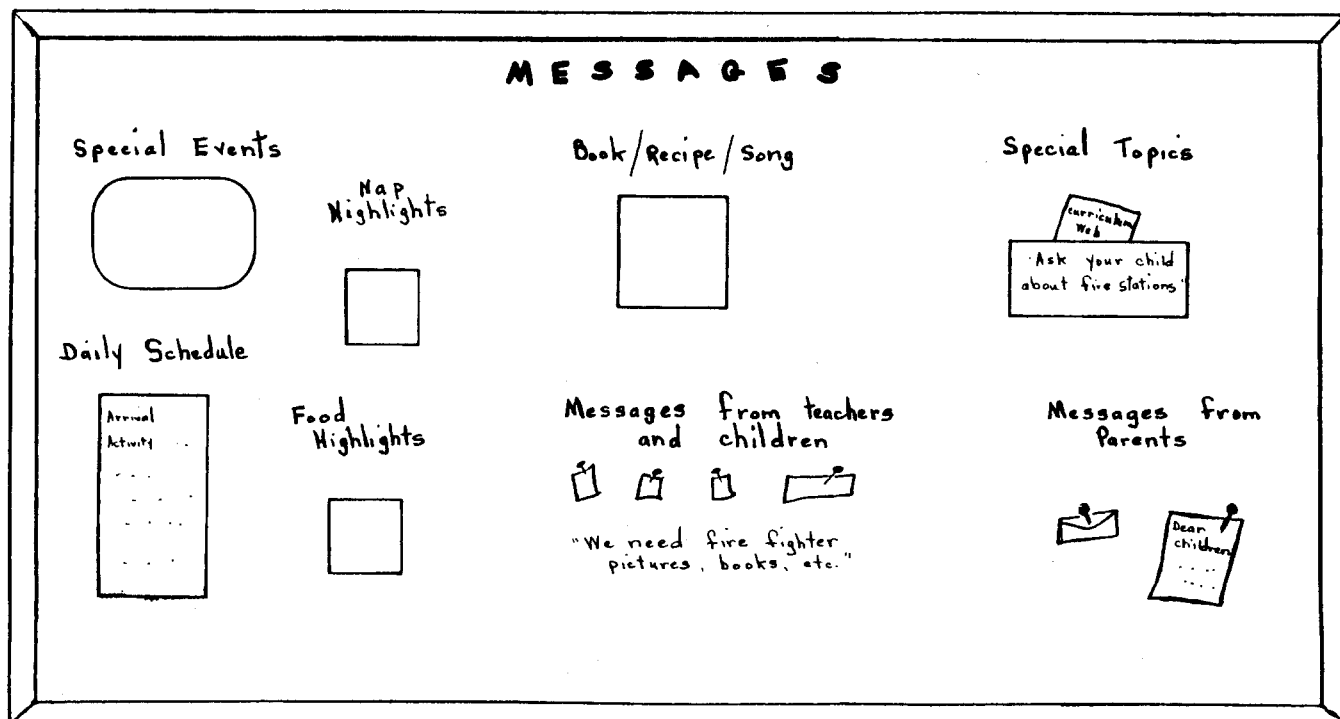 MESSAGES
Special Events
Nap
Highlights
Book/Recipe/Song
Special Topics
curriculum
Web
"Ask your child
about fire stations"
Daily Schedule
Arrival
Activity
Food
Highlights
Messages from teachers
and children
"We need fire fighter
pictures, books, etc."
Messages from
Parents
Dear
children